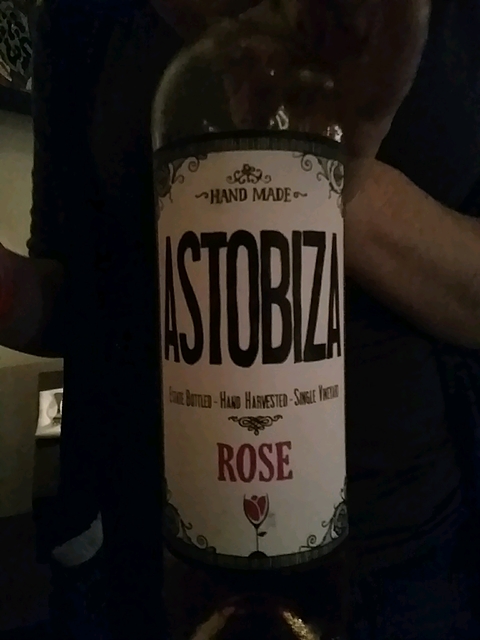 HAND MADE
ASTOBIZA
ESTATE BOTTLED - HAND HARVESTED - SINGLE VINEYARD
ROSE